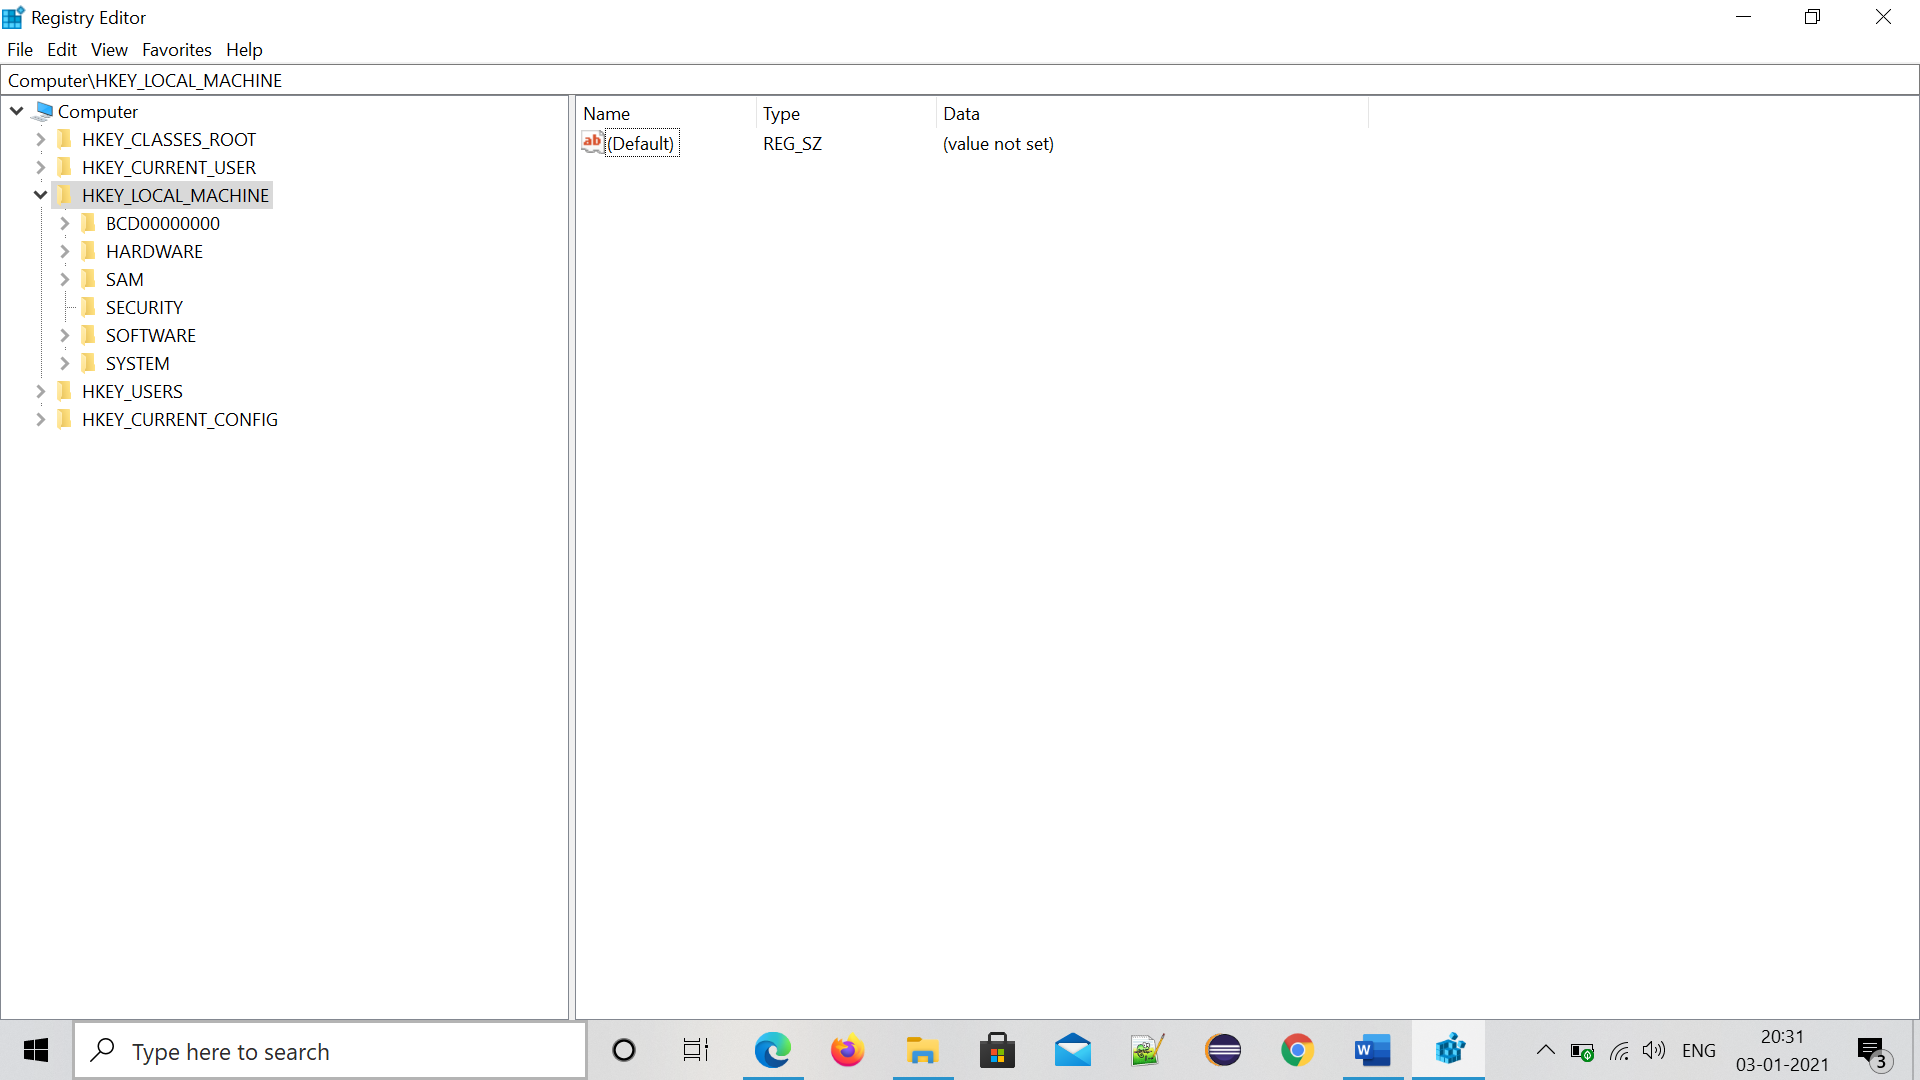 Registry Editor
File Edit View Favorites Help
Computer\HKEY_LOCAL_MACHINE
Computer
HKEY_CLASSES_ROOT
HKEY_CURRENT_USER
HKEY_LOCAL_MACHINE
BCD00000000
HARDWARE
SAM
SECURITY
SOFTWARE
SYSTEM
HKEY_USERS
HKEY_CURRENT_CONFIG
Name Type Data
ab (Default) REG_SZ (value not set)
Type here to search
W
ENG
20:31
03-01-2021
3